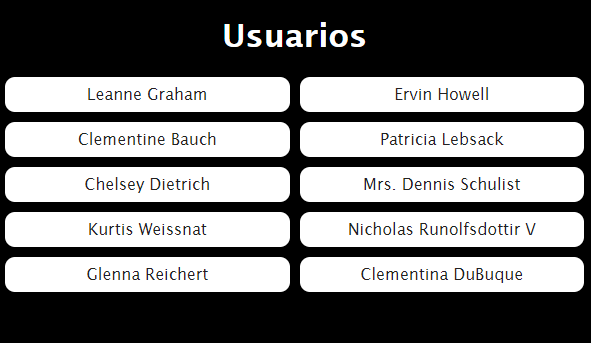 Usuarios
Leanne Graham
Ervin Howell
Clementine Bauch
Patricia Lebsack
Chelsey Dietrich
Mrs. Dennis Schulist
Kurtis Weissnat
Nicholas Runolfsdottir V
Glenna Reichert
Clementina DuBuque